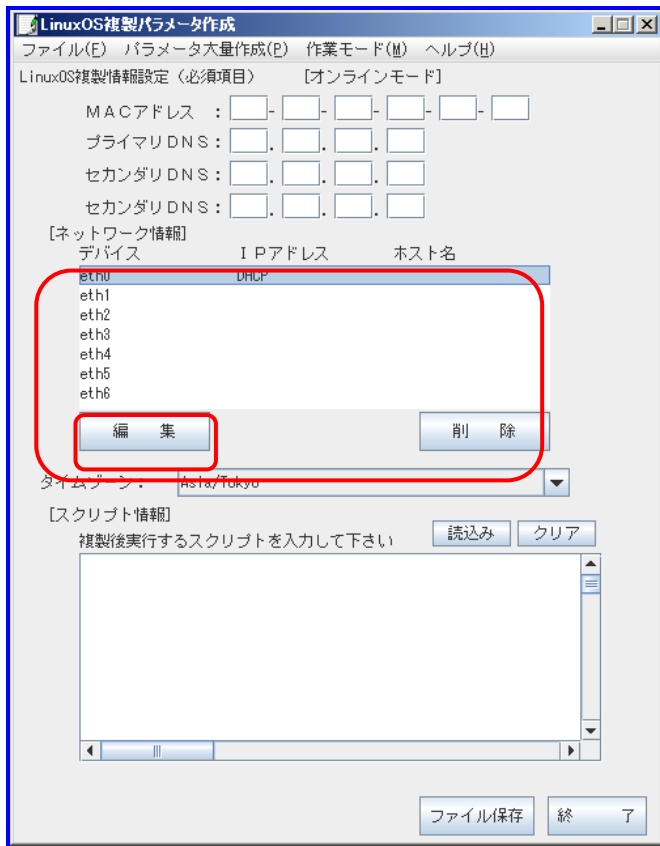 LinuxOS複製パラメータ作成
ファイル(F) パラメータ大量作成(P) 作業モード(M) ヘルプ(H)
LinuxOS複製情報設定（必須項目） [オンラインモード]
MACアドレス ： - - - - -
プライマリDNS： . . .
セカンダリDNS： . . .
セカンダリDNS： . . .
[ネットワーク情報]
デバイス IPアドレス ホスト名
eth0 DHCP
eth1
eth2
eth3
eth4
eth5
eth6
編 集 削 除
タイムゾーン： Asia/Tokyo
[スクリプト情報]
複製後実行するスクリプトを入力して下さい 読込み クリア
ファイル保存 終 了